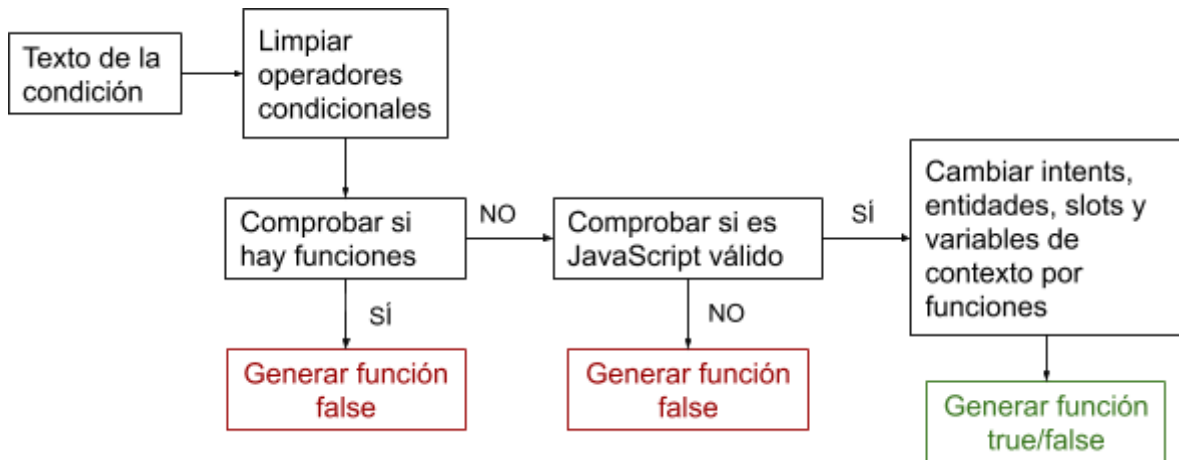 Texto de la
condición
Limpiar
operadores
condicionales
Comprobar si
hay funciones
NO
Comprobar si es
JavaScript válido
SÍ
Cambiar intents,
entidades, slots y
variables de
contexto por
funciones
SÍ
NO
Generar función
false
Generar función
false
Generar función
true/false